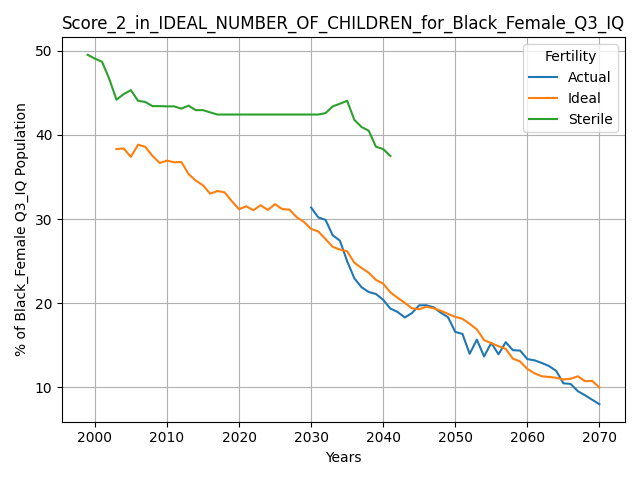 Score_2_in_IDEAL_NUMBER_OF_CHILDREN_for_Black_Female_Q3_IQ
Fertility
Actual
Ideal
Sterile
% of Black_Female Q3_IQ Population
50
40
30
20
10
2000 2010 2020 2030 2040 2050 2060 2070
Years